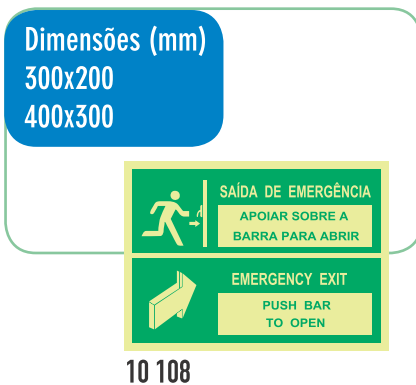 Dimensões (mm)
300x200
400x300
SAÍDA DE EMERGÊNCIA
APOIAR SOBRE A
BARRA PARA ABRIR
EMERGENCY EXIT
PUSH BAR
TO OPEN
10 108